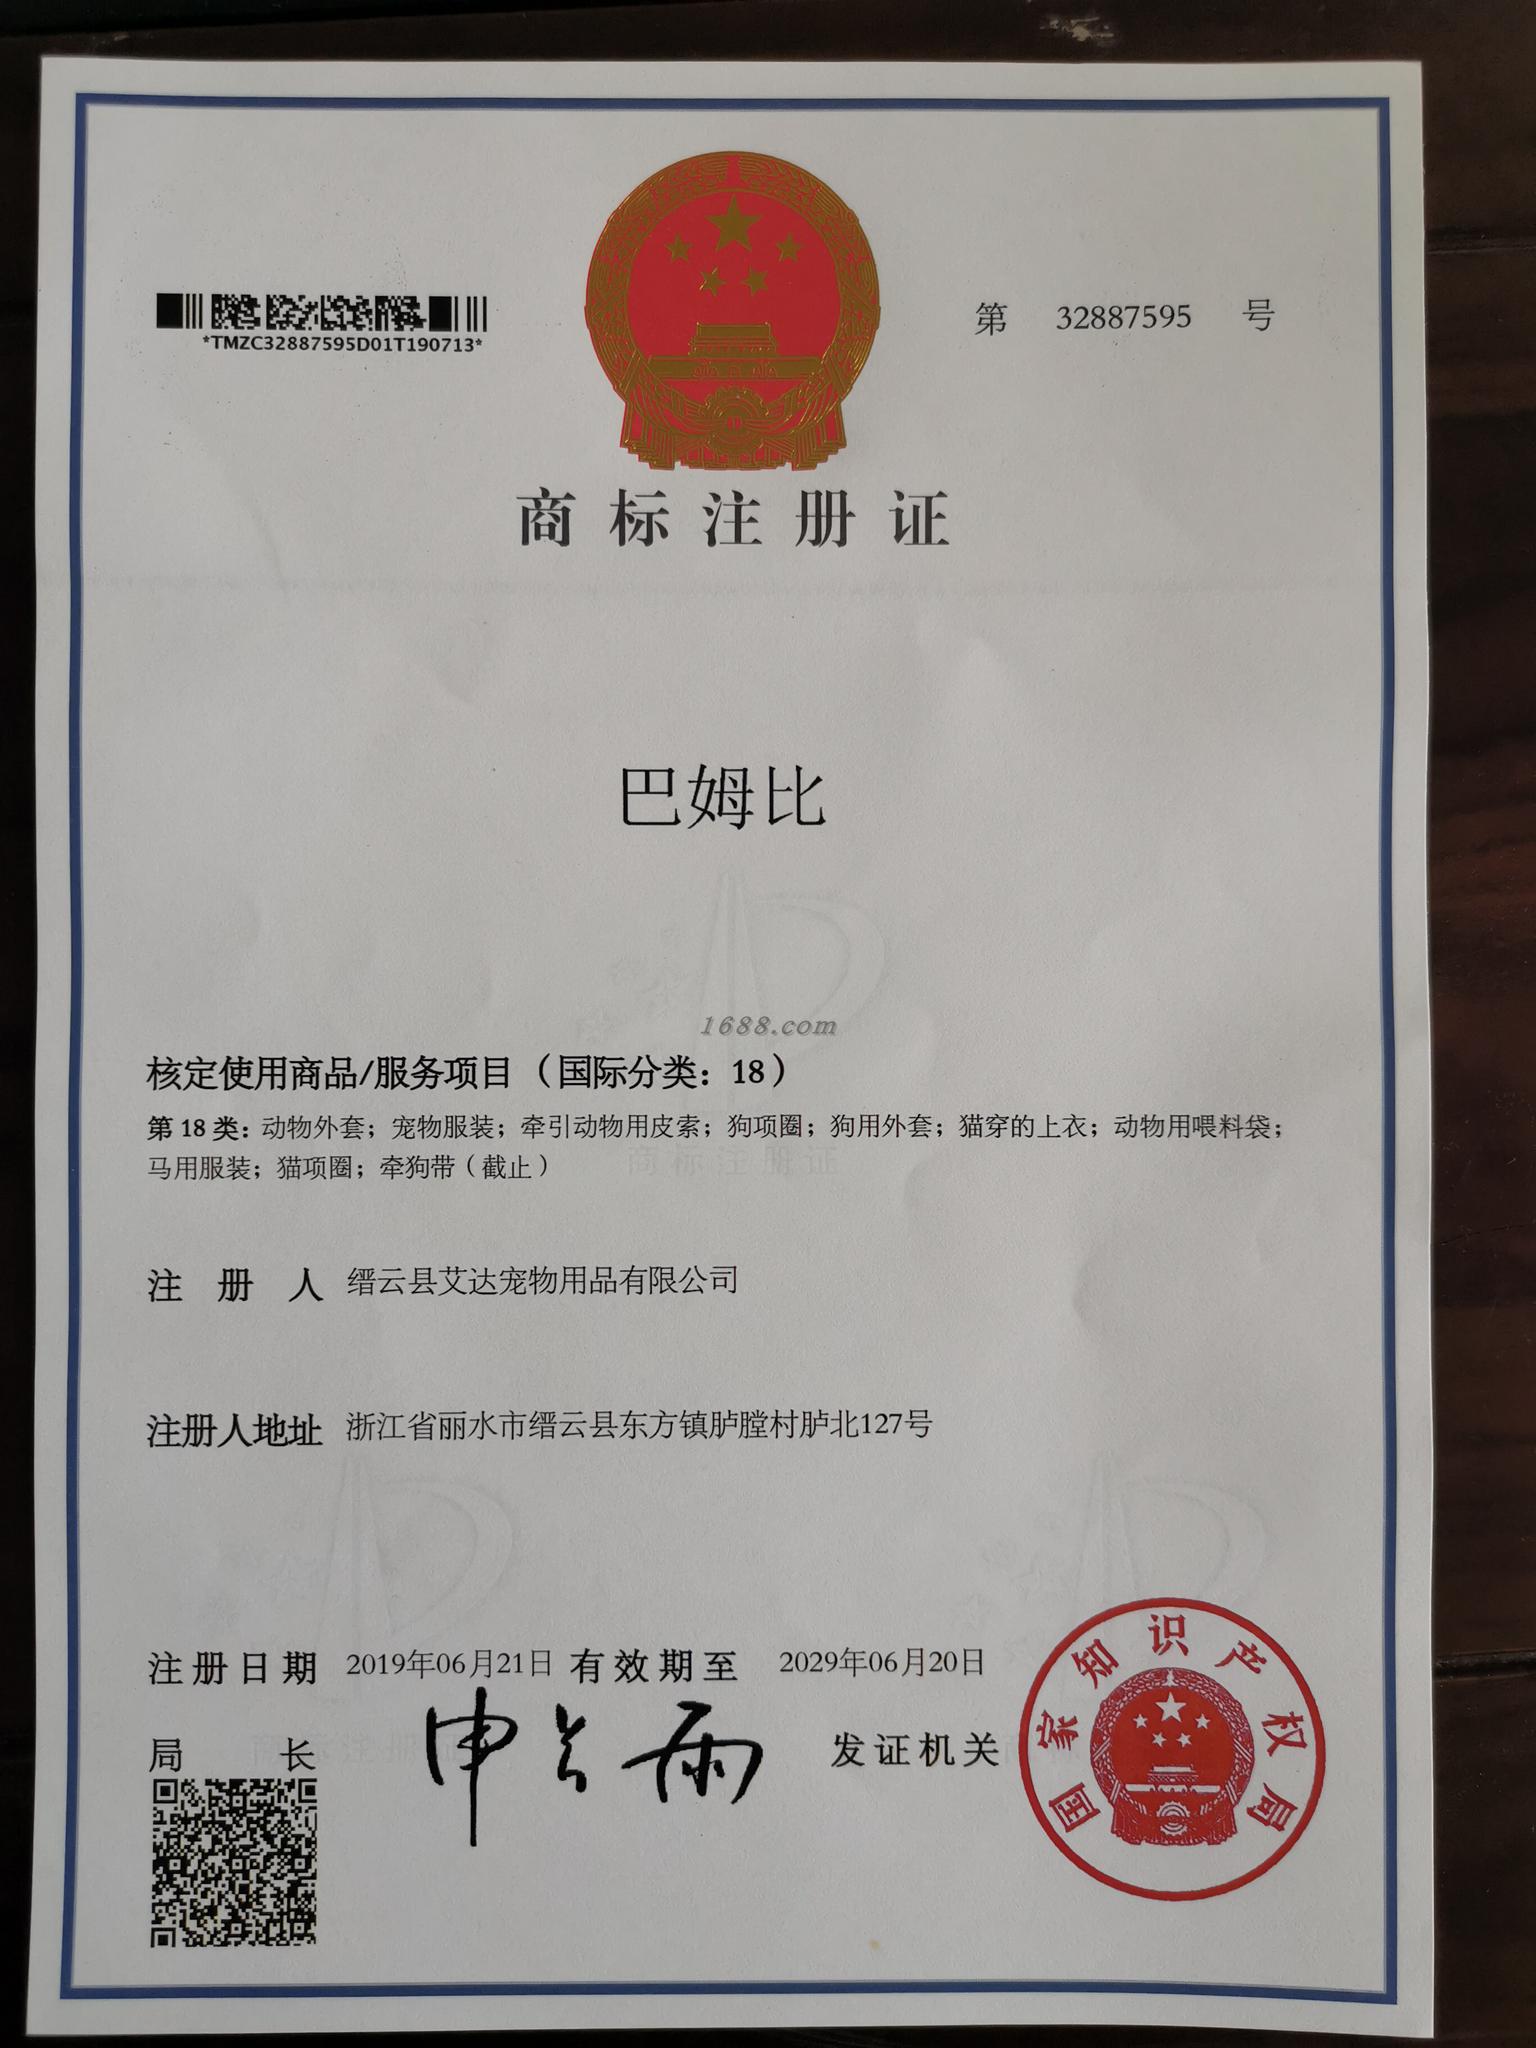 *TMZC32887595D01T190713*
第 32887595 号
商标注册证
巴姆比
1688.com
核定使用商品/服务项目（国际分类：18）
第 18 类：动物外套；宠物服装；牵引动物用皮索；狗项圈；狗用外套；猫穿的上衣；动物用喂料袋；
马用服装；猫项圈；牵狗带（截止）
商标注册证
注册人 缙云县艾达宠物用品有限公司
注册人地址 浙江省丽水市缙云县东方镇胪膛村胪北127号
注册日期 2019年06月21日 有效期至 2029年06月20日
局长 申长雨 发证机关
国家知识产权局